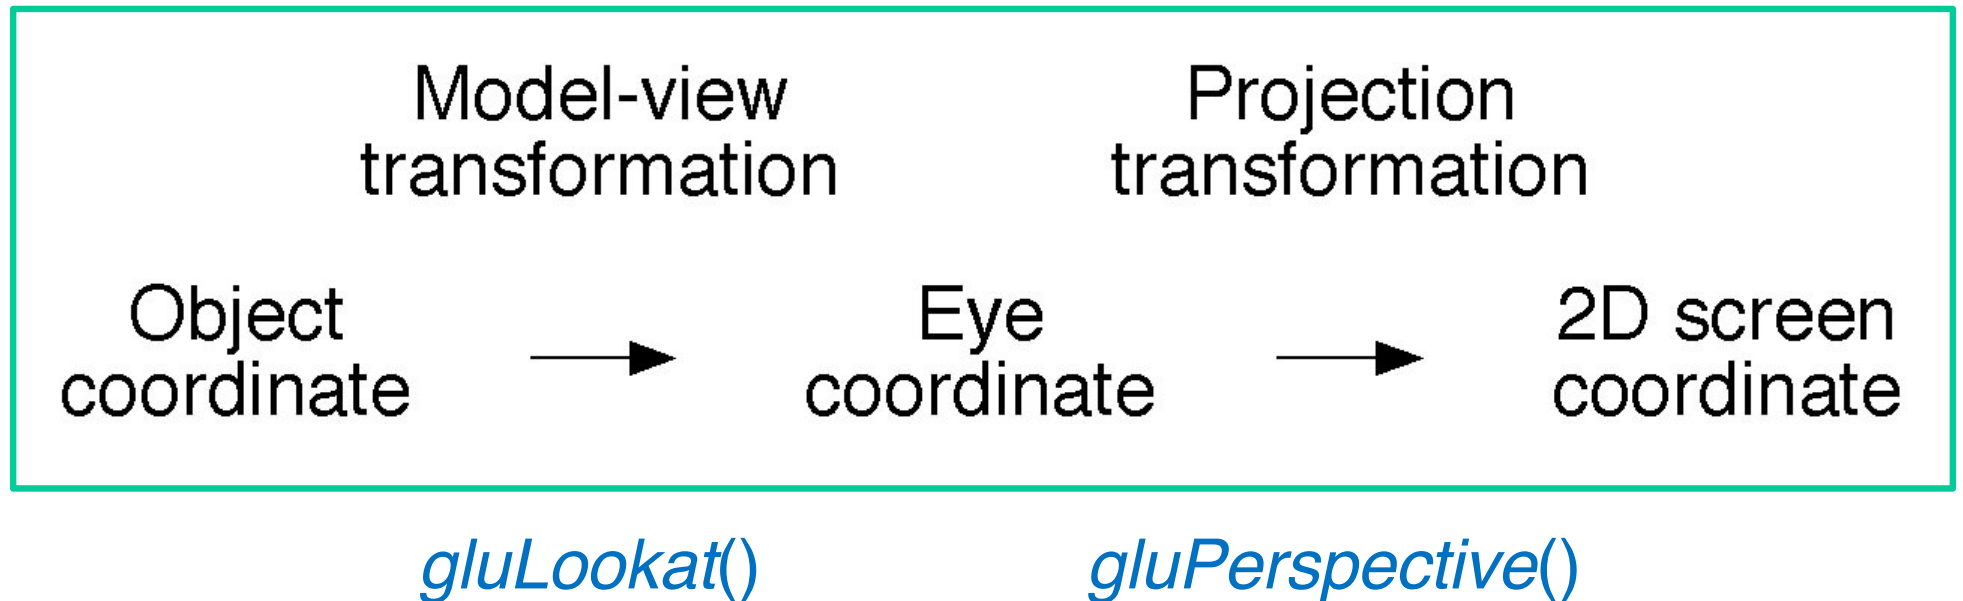 Model-view
transformation
Projection
transformation
Object
coordinate
Eye
coordinate
2D screen
coordinate
gluLookat()
gluPerspective()